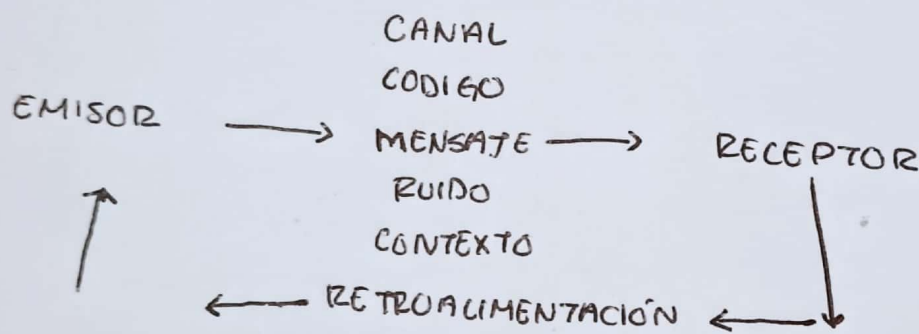 CANAL
CODIGO
EMISOR
MENSAJE
RECEPTOR
RUIDO
CONTEXTO
RETROALIMENTACIÓN